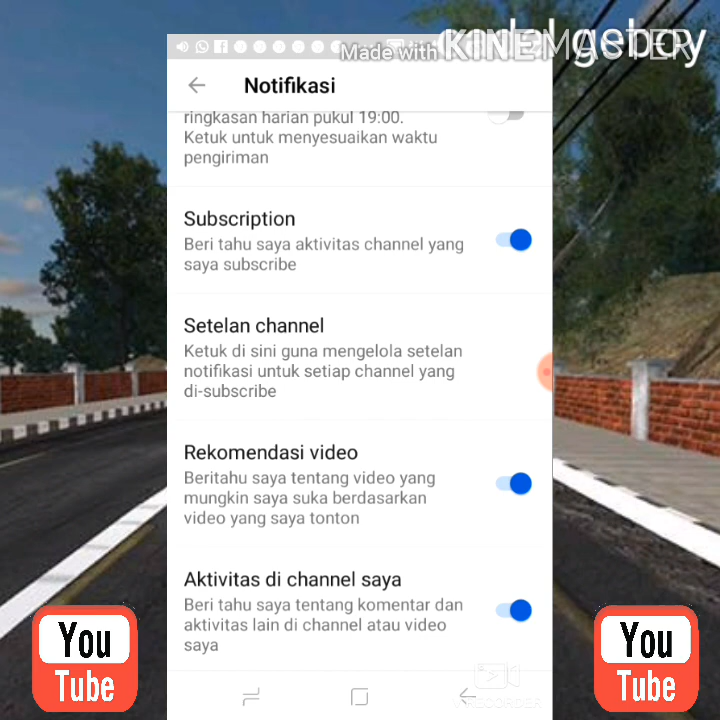 Made with KINEMASTER
Notifikasi
ringkasan harian pukul 19:00.
Ketuk untuk menyesuaikan waktu
pengiriman
Subscription
Beri tahu saya aktivitas channel yang
saya subscribe
Setelan channel
Ketuk di sini guna mengelola setelan
notifikasi untuk setiap channel yang
di-subscribe
Rekomendasi video
Beritahu saya tentang video yang
mungkin saya suka berdasarkan
video yang saya tonton
Aktivitas di channel saya
Beri tahu saya tentang komentar dan
aktivitas lain di channel atau video
saya
You
Tube
You
Tube